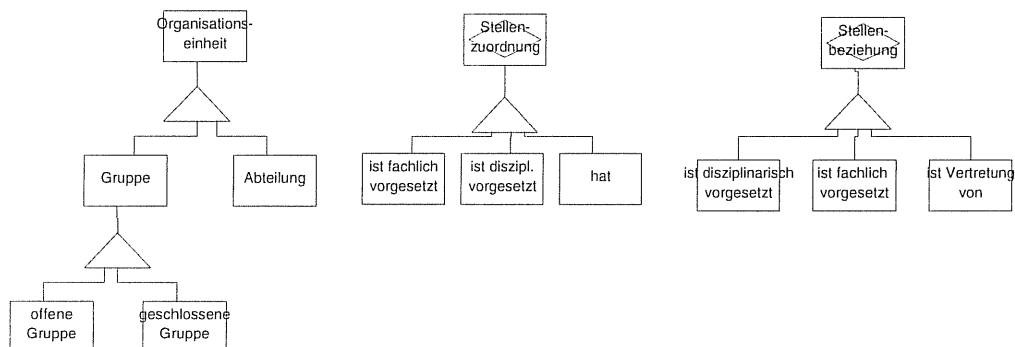 Organisations-
einheit
Gruppe
Abteilung
offene
Gruppe
geschlossene
Gruppe
Stellen-
zuordnung
ist fachlich
vorgesetzt
ist diszipl.
vorgesetzt
hat
Stellen-
beziehung
ist disziplinarisch
vorgesetzt
ist fachlich
vorgesetzt
ist Vertretung
von